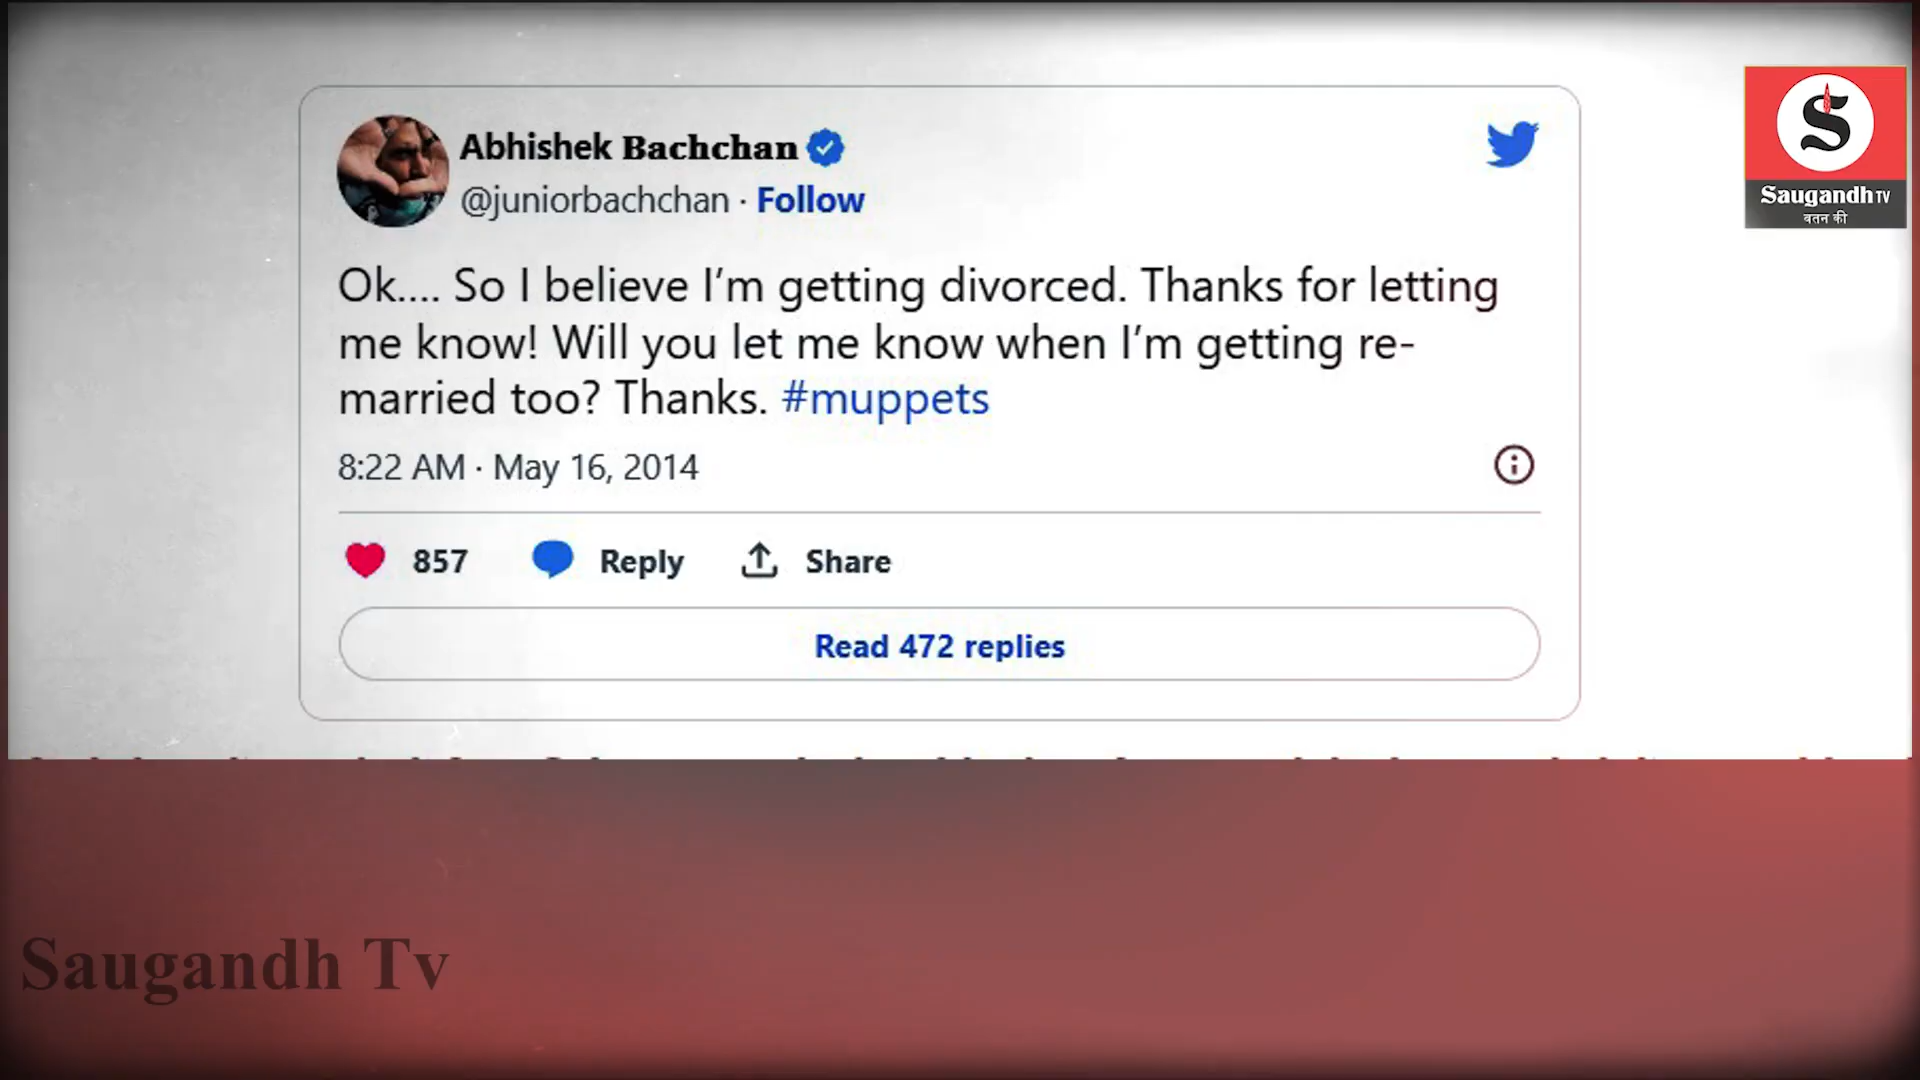 Abhishek Bachchan
@juniorbachchan · Follow
Ok.... So I believe I'm getting divorced. Thanks for letting
me know! Will you let me know when I'm getting re-
married too? Thanks. #muppets
8:22 AM · May 16, 2014
857 Reply Share
Read 472 replies
S
Saugandh TV
वतन की
Saugandh Tv